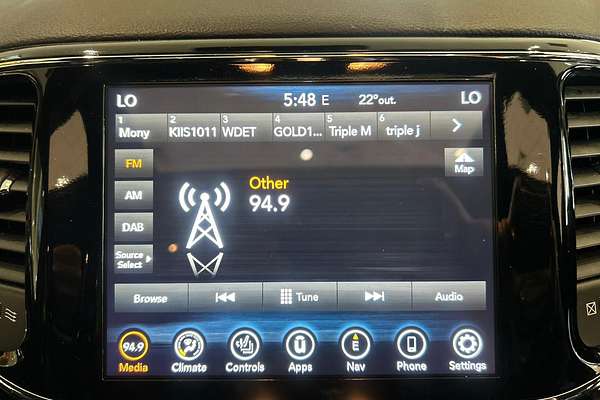 LO 5:48 E 22°out. LO
1 Mony 2 KIIS1011 3 WDET 4 GOLD1... 5 Triple M 6 triple j
FM
Map
Other
94.9
AM
DAB
Source
Select
Browse Tune Audio
94.9 E
Media Climate Controls Apps Nav Phone Settings